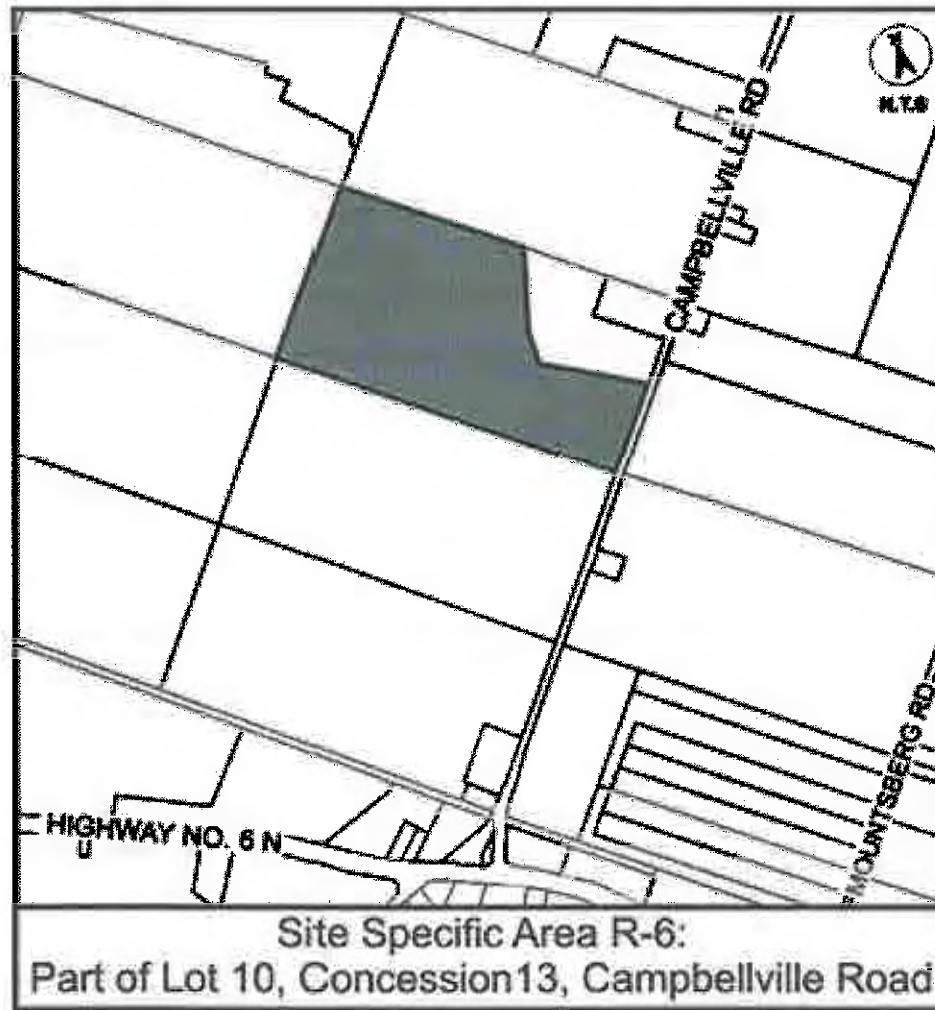 N.T.S
CAMPBELLVILLE RD
MOUNTSBERG RD
HIGHWAY NO. 6 N
Site Specific Area R-6:
Part of Lot 10, Concession13, Campbellville Road